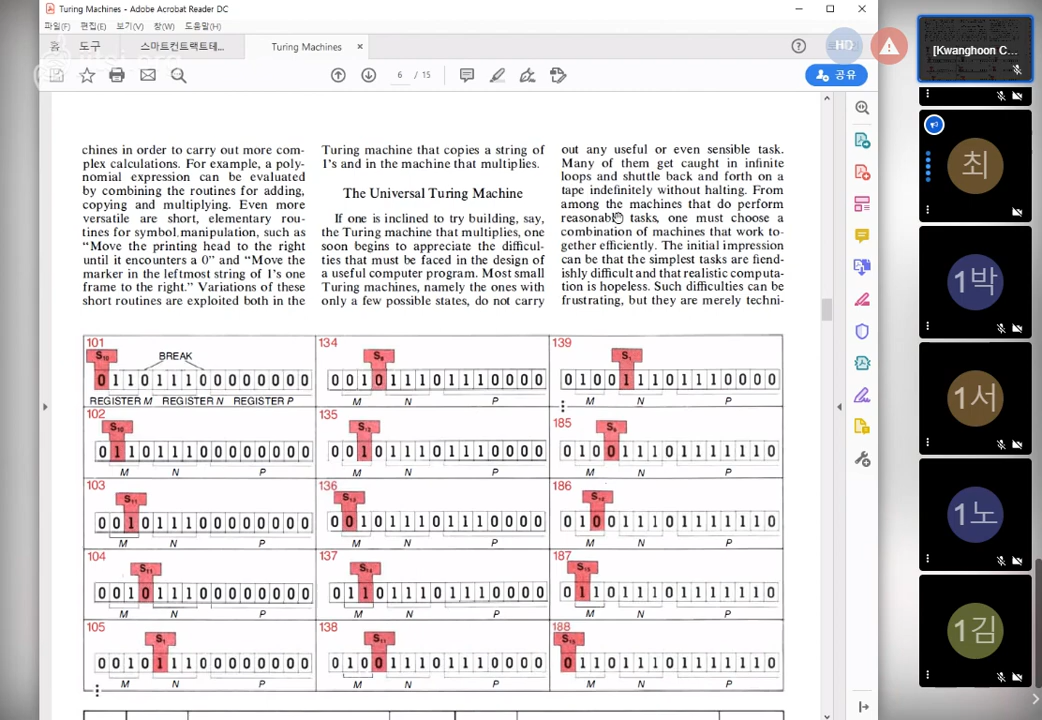 Turing Machines - Adobe Acrobat Reader DC
파일(F) 편집(E) 보기(V) 창(W) 도움말(H)
홈 도구 스마트컨트랙트테... Turing Machines ×
HD
6 / 15
공유
chines in order to carry out more com-
plex calculations. For example, a poly-
nomial expression can be evaluated
by combining the routines for adding,
copying and multiplying. Even more
versatile are short, elementary rou-
tines for symbol manipulation, such as
“Move the printing head to the right
until it encounters a 0” and “Move the
marker in the leftmost string of 1's one
frame to the right.” Variations of these
short routines are exploited both in the
Turing machine that copies a string of
1's and in the machine that multiplies.
The Universal Turing Machine
If one is inclined to try building, say,
the Turing machine that multiplies, one
soon begins to appreciate the difficul-
ties that must be faced in the design of
a useful computer program. Most small
Turing machines, namely the ones with
only a few possible states, do not carry
out any useful or even sensible task.
Many of them get caught in infinite
loops and shuttle back and forth on a
tape indefinitely without halting. From
among the machines that do perform
reasonable tasks, one must choose a
combination of machines that work to-
gether efficiently. The initial impression
can be that the simplest tasks are fiend-
ishly difficult and that realistic computa-
tion is hopeless. Such difficulties can be
frustrating, but they are merely techni-
101
S₁₀
BREAK
0 1 1 0 1 1 1 0 0 0 0 0 0 0 0
REGISTER M REGISTER N REGISTER P
102
S₁₀
0 1 1 0 1 1 1 0 0 0 0 0 0 0 0
M N P
103
S₁₁
0 0 1 0 1 1 1 0 0 0 0 0 0 0 0
M N P
104
S₁₁
0 0 1 0 1 1 1 0 0 0 0 0 0 0 0
M N P
105
S₁
0 0 1 0 1 1 1 0 0 0 0 0 0 0 0
M N P
134
0 0 1 0 1 1 1 0 1 1 1 0 0 0 0
M N P
135
0 0 1 0 1 1 1 0 1 1 1 0 0 0 0
M N P
136
0 0 1 0 1 1 1 0 1 1 1 0 0 0 0
M N P
137
S₁₄
0 1 1 0 1 1 1 0 1 1 1 0 0 0 0
M N P
138
S₁₁
0 1 0 0 1 1 1 0 1 1 1 0 0 0 0
M N P
139
S₁
0 1 0 0 1 1 1 0 1 1 1 0 0 0 0
M N P
185
0 1 0 0 1 1 1 0 1 1 1 1 1 1 0
M N P
186
0 1 0 0 1 1 1 0 1 1 1 1 1 1 0
M N P
187
0 1 1 0 1 1 1 0 1 1 1 1 1 1 0
M N P
188
0 1 1 0 1 1 1 0 1 1 1 1 1 1 0
M N P
[Kwanghoon C...
최
1박
1서
1노
1김